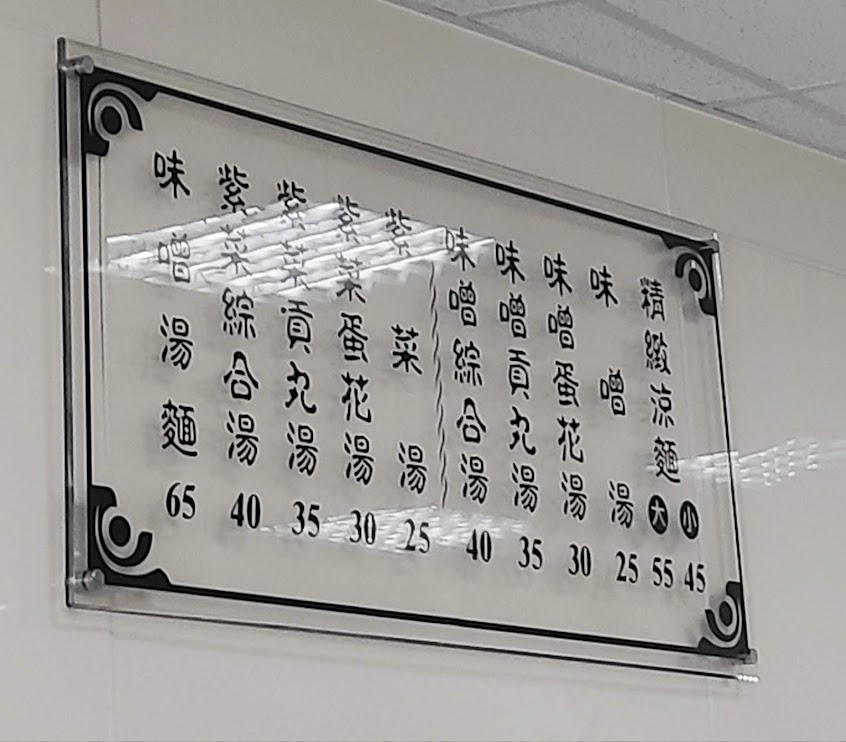 精緻涼麵 小 45 大 55
味噌湯 25
味噌蛋花湯 30
味噌貢丸湯 35
味噌綜合湯 40
紫菜湯 25
紫菜蛋花湯 30
紫菜貢丸湯 35
紫菜綜合湯 40
味噌湯麵 65